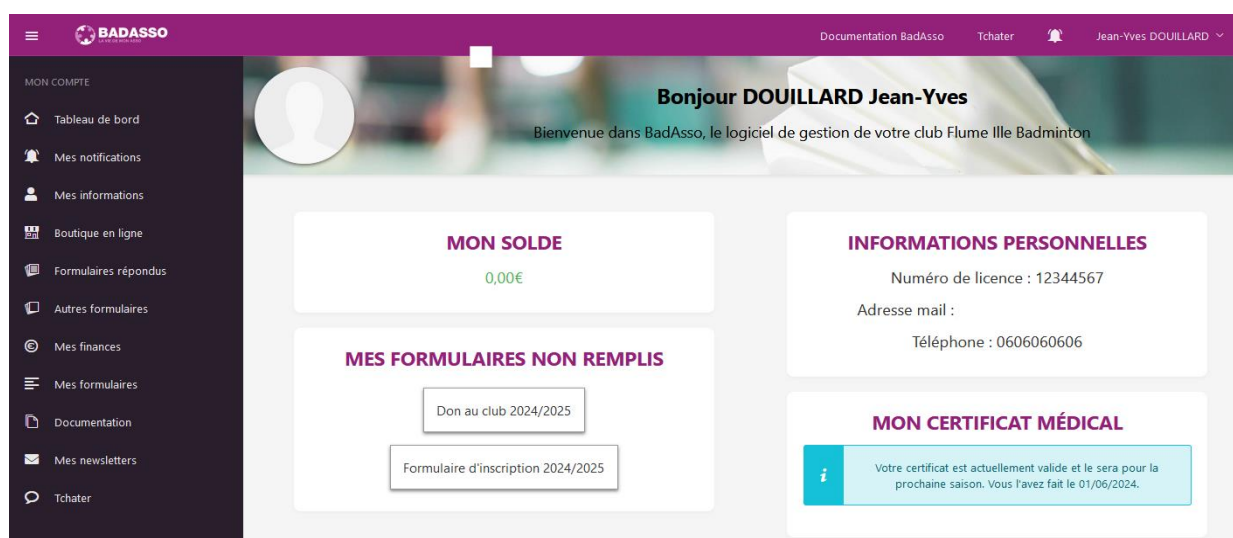 BADASSO
LA VIE DE MON ASSO
Documentation BadAsso
Tchater
Jean-Yves DOUILLARD
MON COMPTE
Tableau de bord
Mes notifications
Mes informations
Boutique en ligne
Formulaires répondus
Autres formulaires
Mes finances
Mes formulaires
Documentation
Mes newsletters
Tchater
Bonjour DOUILLARD Jean-Yves
Bienvenue dans BadAsso, le logiciel de gestion de votre club Flume Ille Badminton
MON SOLDE
0,00€
MES FORMULAIRES NON REMPLIS
Don au club 2024/2025
Formulaire d'inscription 2024/2025
INFORMATIONS PERSONNELLES
Numéro de licence : 12344567
Adresse mail :
Téléphone : 0606060606
MON CERTIFICAT MÉDICAL
Votre certificat est actuellement valide et le sera pour la
prochaine saison. Vous l'avez fait le 01/06/2024.